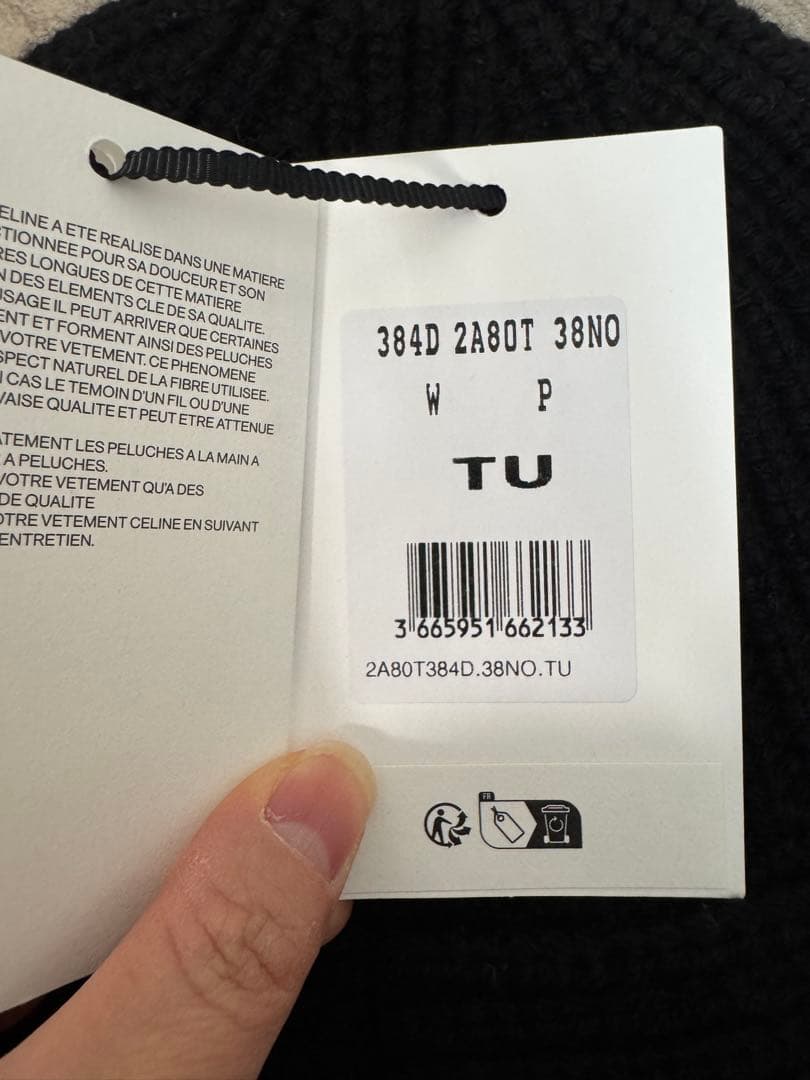 ELINE A ETE REALISE DANS UNE MATIERE
CTIONNEE POUR SA DOUCEUR ET SON
RES LONGUES DE CETTE MATIERE
N DES ELEMENTS CLE DE SA QUALITE.
USAGE IL PEUT ARRIVER QUE CERTAINES
ENT ET FORMENT AINSI DES PELUCHES
VOTRE VETEMENT. CE PHENOMENE
SPECT NATUREL DE LA FIBRE UTILISEE.
N CAS LE TEMOIN D'UN FIL OU D'UNE
VAISE QUALITE ET PEUT ETRE ATTENUE
ATEMENT LES PELUCHES A LA MAIN A
A PELUCHES.
VOTRE VETEMENT QU'A DES
DE QUALITE
OTRE VETEMENT CELINE EN SUIVANT
ENTRETIEN.
384D 2A80T 38NO
W P
TU
3 665951 662133
2A80T384D.38NO.TU
FR